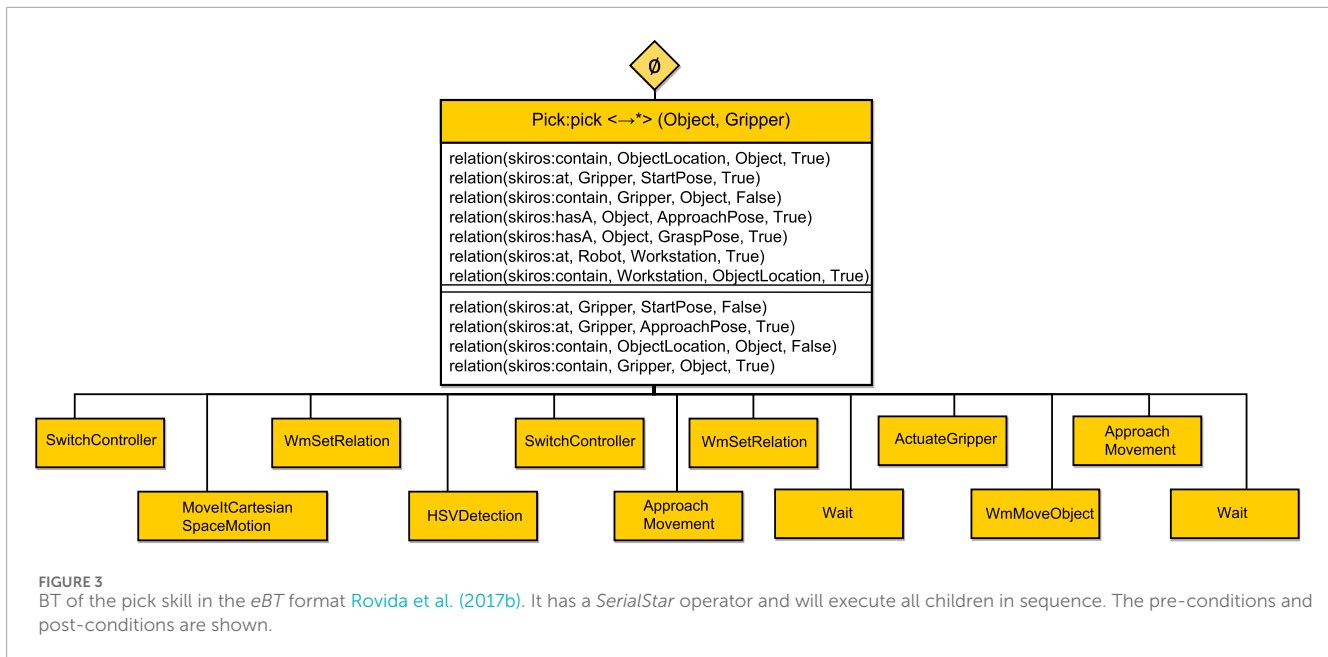 Ø
Pick:pick <→*> (Object, Gripper)
relation(skiros:contain, ObjectLocation, Object, True)
relation(skiros:at, Gripper, StartPose, True)
relation(skiros:contain, Gripper, Object, False)
relation(skiros:hasA, Object, ApproachPose, True)
relation(skiros:hasA, Object, GraspPose, True)
relation(skiros:at, Robot, Workstation, True)
relation(skiros:contain, Workstation, ObjectLocation, True)
relation(skiros:at, Gripper, StartPose, False)
relation(skiros:at, Gripper, ApproachPose, True)
relation(skiros:contain, ObjectLocation, Object, False)
relation(skiros:contain, Gripper, Object, True)
SwitchController
MoveItCartesian
SpaceMotion
WmSetRelation
HSVDetection
SwitchController
Approach
Movement
WmSetRelation
Wait
ActuateGripper
WmMoveObject
Approach
Movement
Wait
FIGURE 3
BT of the pick skill in the eBT format Rovida et al. (2017b). It has a SerialStar operator and will execute all children in sequence. The pre-conditions and
post-conditions are shown.